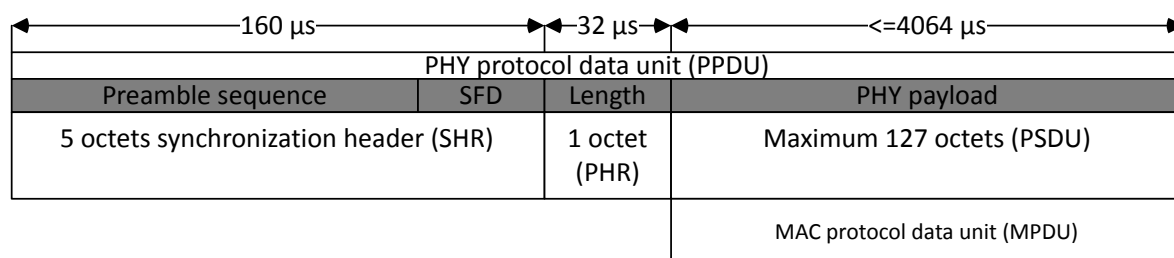 160 µs 32 µs <=4064 µs
PHY protocol data unit (PPDU)
Preamble sequence SFD Length PHY payload
5 octets synchronization header (SHR) 1 octet Maximum 127 octets (PSDU)
(PHR)
MAC protocol data unit (MPDU)